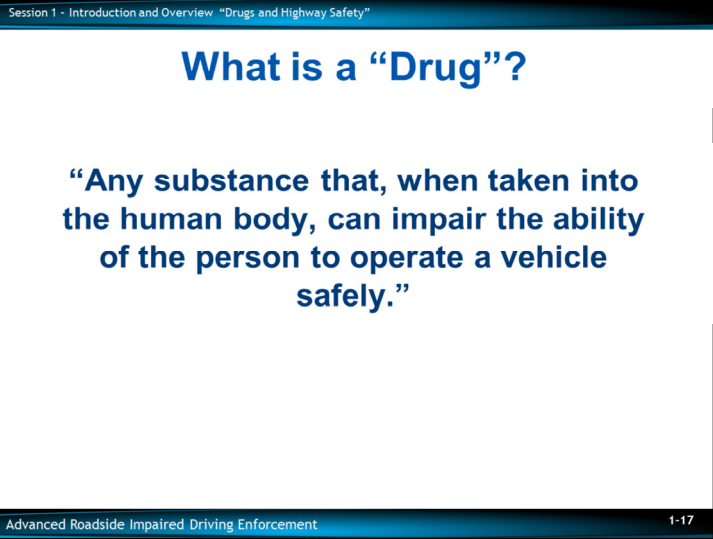 Session 1 - Introduction and Overview “Drugs and Highway Safety”
What is a “Drug”?
“Any substance that, when taken into
the human body, can impair the ability
of the person to operate a vehicle
safely.”
Advanced Roadside Impaired Driving Enforcement
1-17